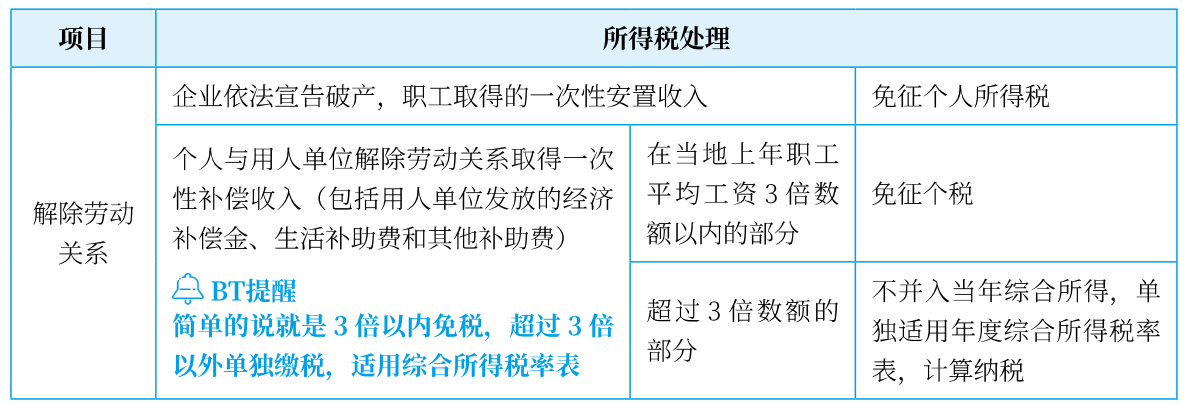 项目
所得税处理
解除劳动
关系
企业依法宣告破产，职工取得的一次性安置收入
免征个人所得税
个人与用人单位解除劳动关系取得一次
性补偿收入（包括用人单位发放的经济
补偿金、生活补助费和其他补助费）
BT提醒
简单的说就是 3 倍以内免税，超过 3 倍
以外单独缴税，适用综合所得税率表
在当地上年职工
平均工资 3 倍数
额以内的部分
免征个税
超过 3 倍数额的
部分
不并入当年综合所得，单
独适用年度综合所得税率
表，计算纳税